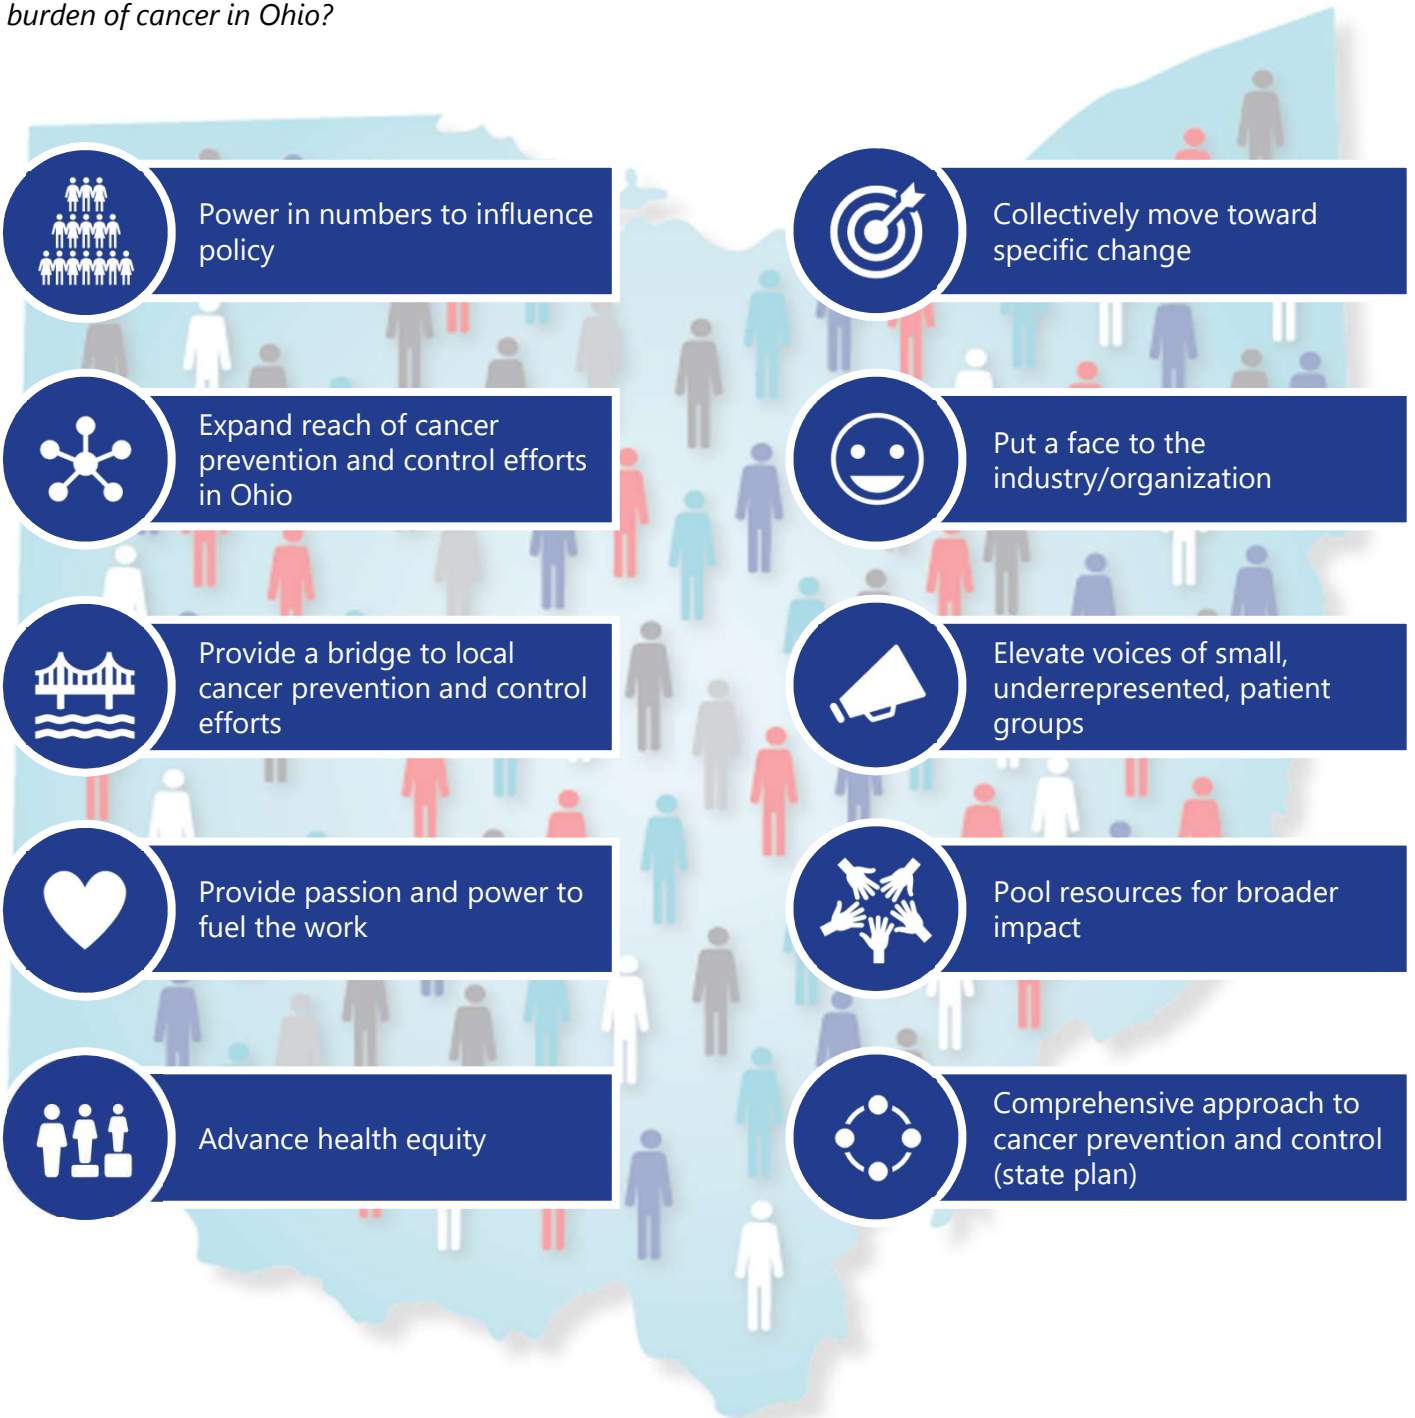 burden of cancer in Ohio?
Power in numbers to influence
policy
Expand reach of cancer
prevention and control efforts
in Ohio
Provide a bridge to local
cancer prevention and control
efforts
Provide passion and power to
fuel the work
Advance health equity
Collectively move toward
specific change
Put a face to the
industry/organization
Elevate voices of small,
underrepresented, patient
groups
Pool resources for broader
impact
Comprehensive approach to
cancer prevention and control
(state plan)